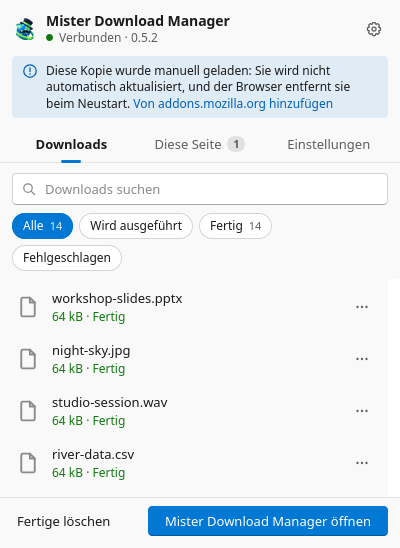 Mister Download Manager
Verbunden · 0.5.2
Diese Kopie wurde manuell geladen: Sie wird nicht
automatisch aktualisiert, und der Browser entfernt sie
beim Neustart. Von addons.mozilla.org hinzufügen
Downloads Diese Seite 1 Einstellungen
Downloads suchen
Alle 14 Wird ausgeführt Fertig 14
Fehlgeschlagen
workshop-slides.pptx
64 kB · Fertig
night-sky.jpg
64 kB · Fertig
studio-session.wav
64 kB · Fertig
river-data.csv
64 kB · Fertig
Fertige löschen Mister Download Manager öffnen